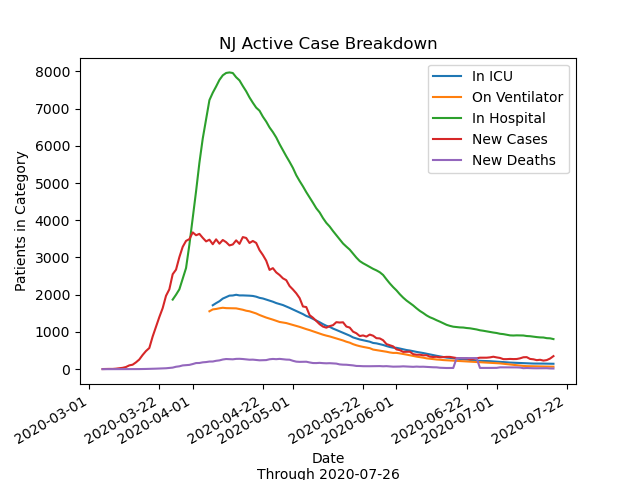 NJ Active Case Breakdown
Patients in Category
8000
7000
6000
5000
4000
3000
2000
1000
0
In ICU
On Ventilator
In Hospital
New Cases
New Deaths
2020-03-01
2020-03-22
2020-04-01
2020-04-22
2020-05-01
2020-05-22
2020-06-01
2020-06-22
2020-07-01
2020-07-22
Date
Through 2020-07-26